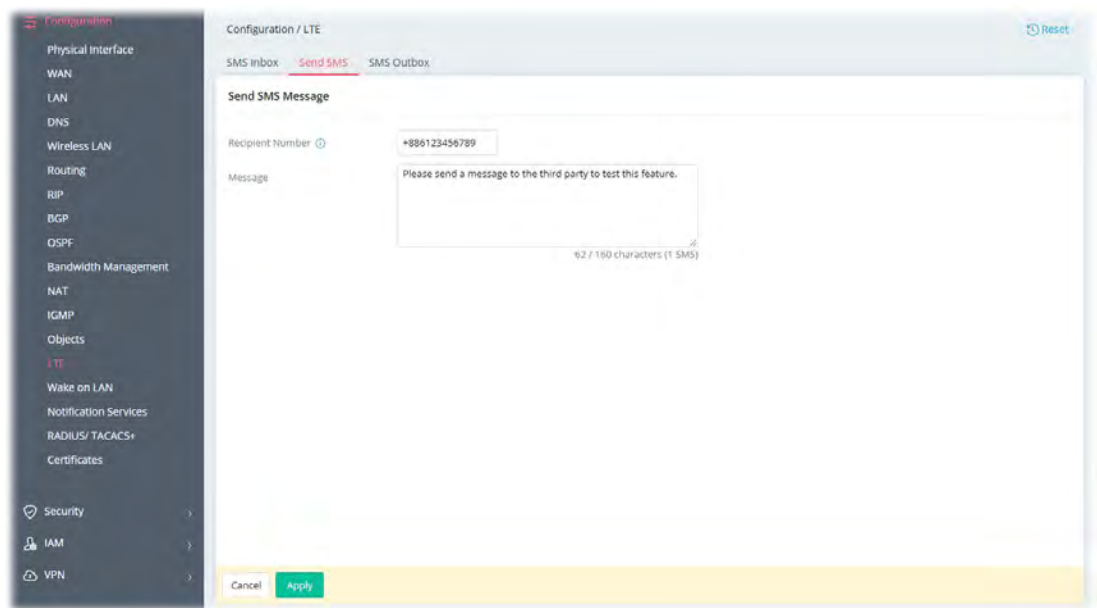 Configuration
Physical Interface
WAN
LAN
DNS
Wireless LAN
Routing
RIP
BGP
OSPF
Bandwidth Management
NAT
IGMP
Objects
LTE
Wake on LAN
Notification Services
RADIUS/ TACACS+
Certificates
Security
IAM
VPN
Configuration / LTE
Reset
SMS Inbox Send SMS SMS Outbox
Send SMS Message
Recipient Number +886123456789
Message Please send a message to the third party to test this feature.
62 / 160 characters (1 SMS)
Cancel Apply